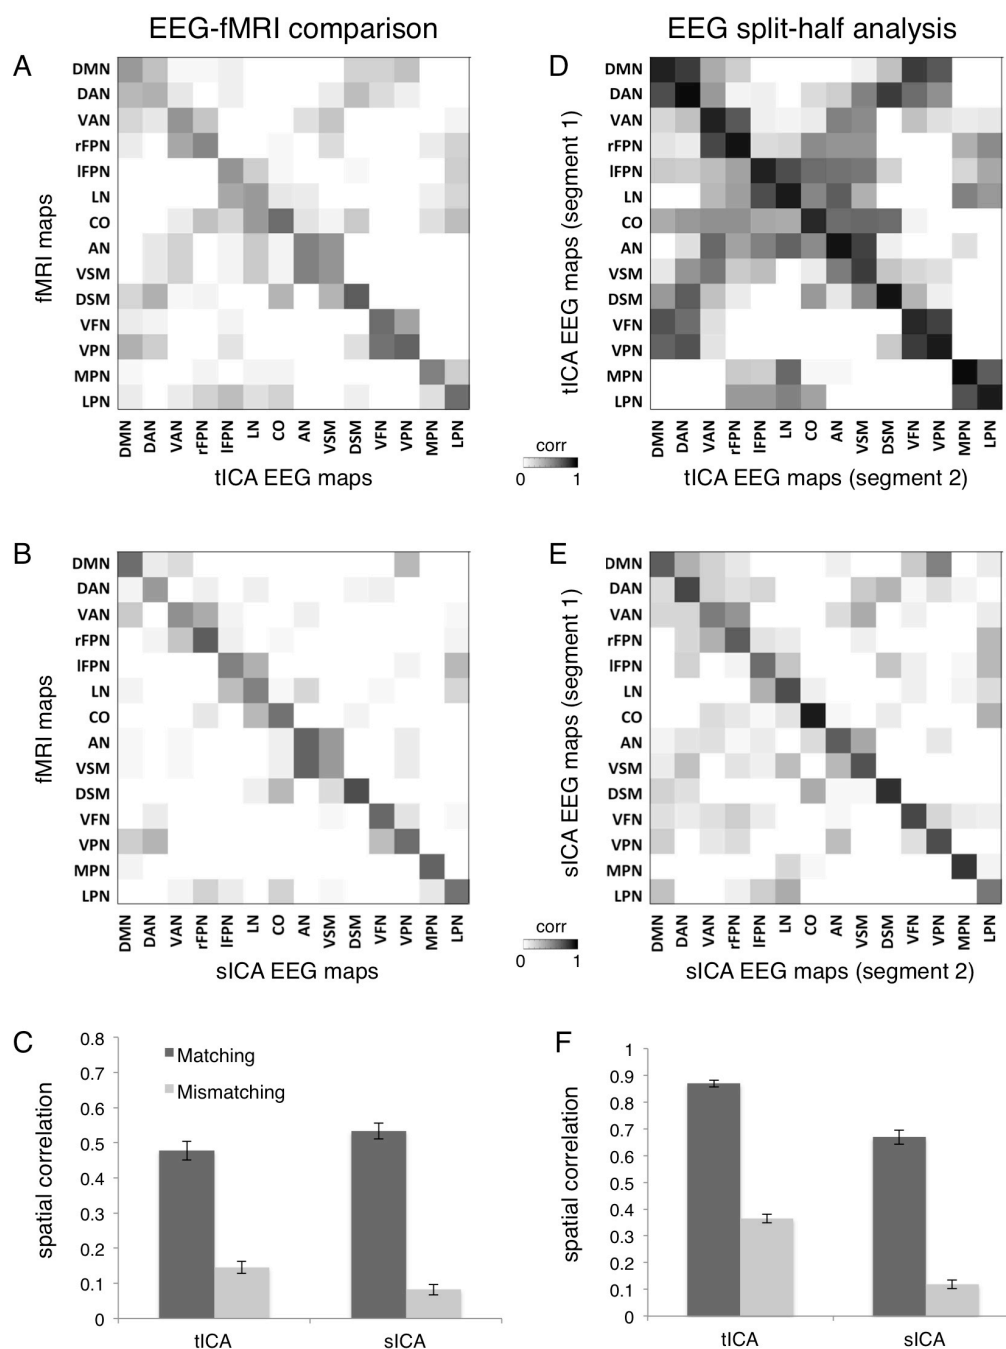 EEG-fMRI comparison
EEG split-half analysis
A
fMRI maps
DMN
DAN
VAN
rFPN
lFPN
LN
CO
AN
VSM
DSM
VFN
VPN
MPN
LPN
DMN DAN VAN rFPN lFPN LN CO AN VSM DSM VFN VPN MPN LPN
tICA EEG maps
corr
0 1
D
tICA EEG maps (segment 1)
DMN
DAN
VAN
rFPN
lFPN
LN
CO
AN
VSM
DSM
VFN
VPN
MPN
LPN
DMN DAN VAN rFPN lFPN LN CO AN VSM DSM VFN VPN MPN LPN
tICA EEG maps (segment 2)
B
fMRI maps
DMN
DAN
VAN
rFPN
lFPN
LN
CO
AN
VSM
DSM
VFN
VPN
MPN
LPN
DMN DAN VAN rFPN lFPN LN CO AN VSM DSM VFN VPN MPN LPN
sICA EEG maps
corr
0 1
E
sICA EEG maps (segment 1)
DMN
DAN
VAN
rFPN
lFPN
LN
CO
AN
VSM
DSM
VFN
VPN
MPN
LPN
DMN DAN VAN rFPN lFPN LN CO AN VSM DSM VFN VPN MPN LPN
sICA EEG maps (segment 2)
C
spatial correlation
0.8
0.7
0.6
0.5
0.4
0.3
0.2
0.1
0
Matching
Mismatching
tICA sICA
F
spatial correlation
1
0.9
0.8
0.7
0.6
0.5
0.4
0.3
0.2
0.1
0
tICA sICA